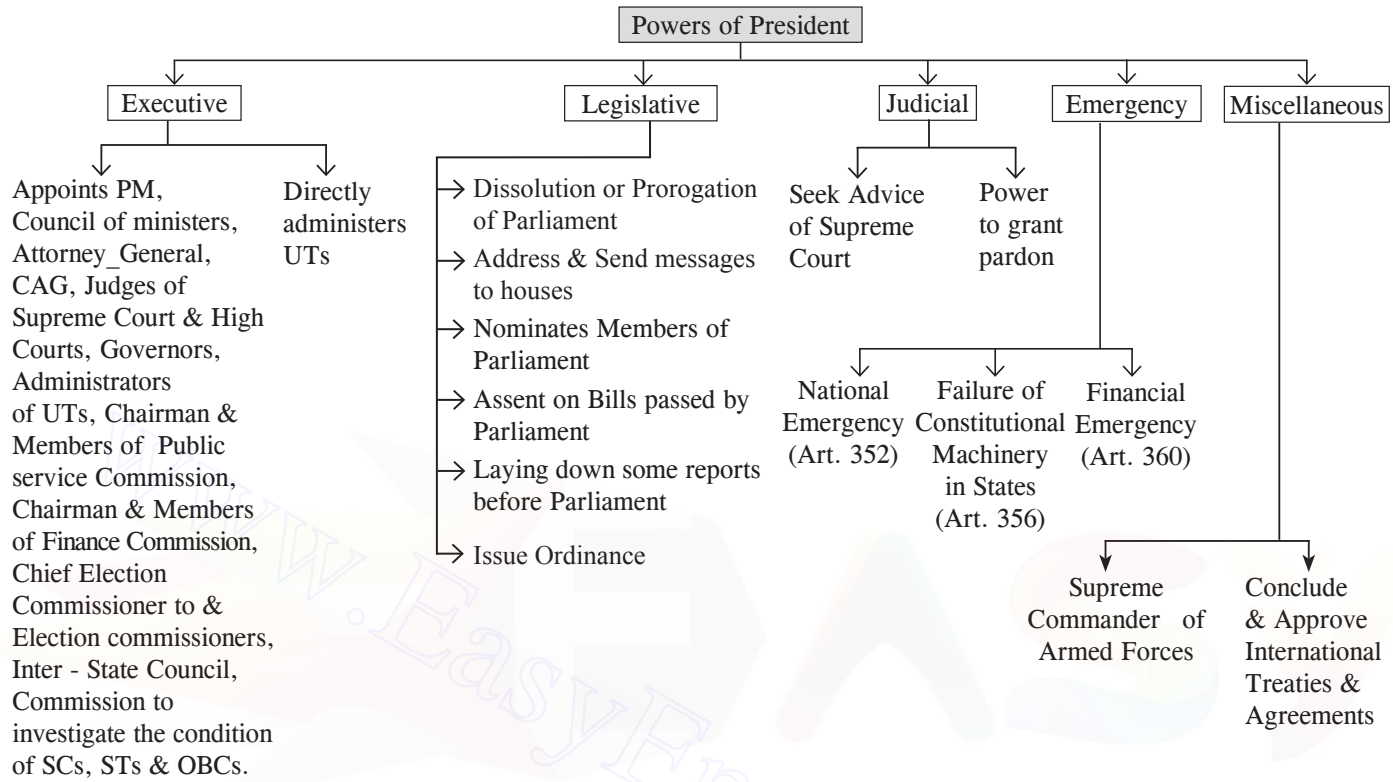 Powers of President
Executive
Legislative
Judicial
Emergency
Miscellaneous
Appoints PM,
Council of ministers,
Attorney_General,
CAG, Judges of
Supreme Court & High
Courts, Governors,
Administrators
of UTs, Chairman &
Members of Public
service Commission,
Chairman & Members
of Finance Commission,
Chief Election
Commissioner to &
Election commissioners,
Inter - State Council,
Commission to
investigate the condition
of SCs, STs & OBCs.
Directly
administers
UTs
Dissolution or Prorogation
of Parliament
Address & Send messages
to houses
Nominates Members of
Parliament
Assent on Bills passed by
Parliament
Laying down some reports
before Parliament
Issue Ordinance
Seek Advice
of Supreme
Court
Power
to grant
pardon
National
Emergency
(Art. 352)
Failure of
Constitutional
Machinery
in States
(Art. 356)
Financial
Emergency
(Art. 360)
Supreme
Commander of
Armed Forces
Conclude
& Approve
International
Treaties &
Agreements